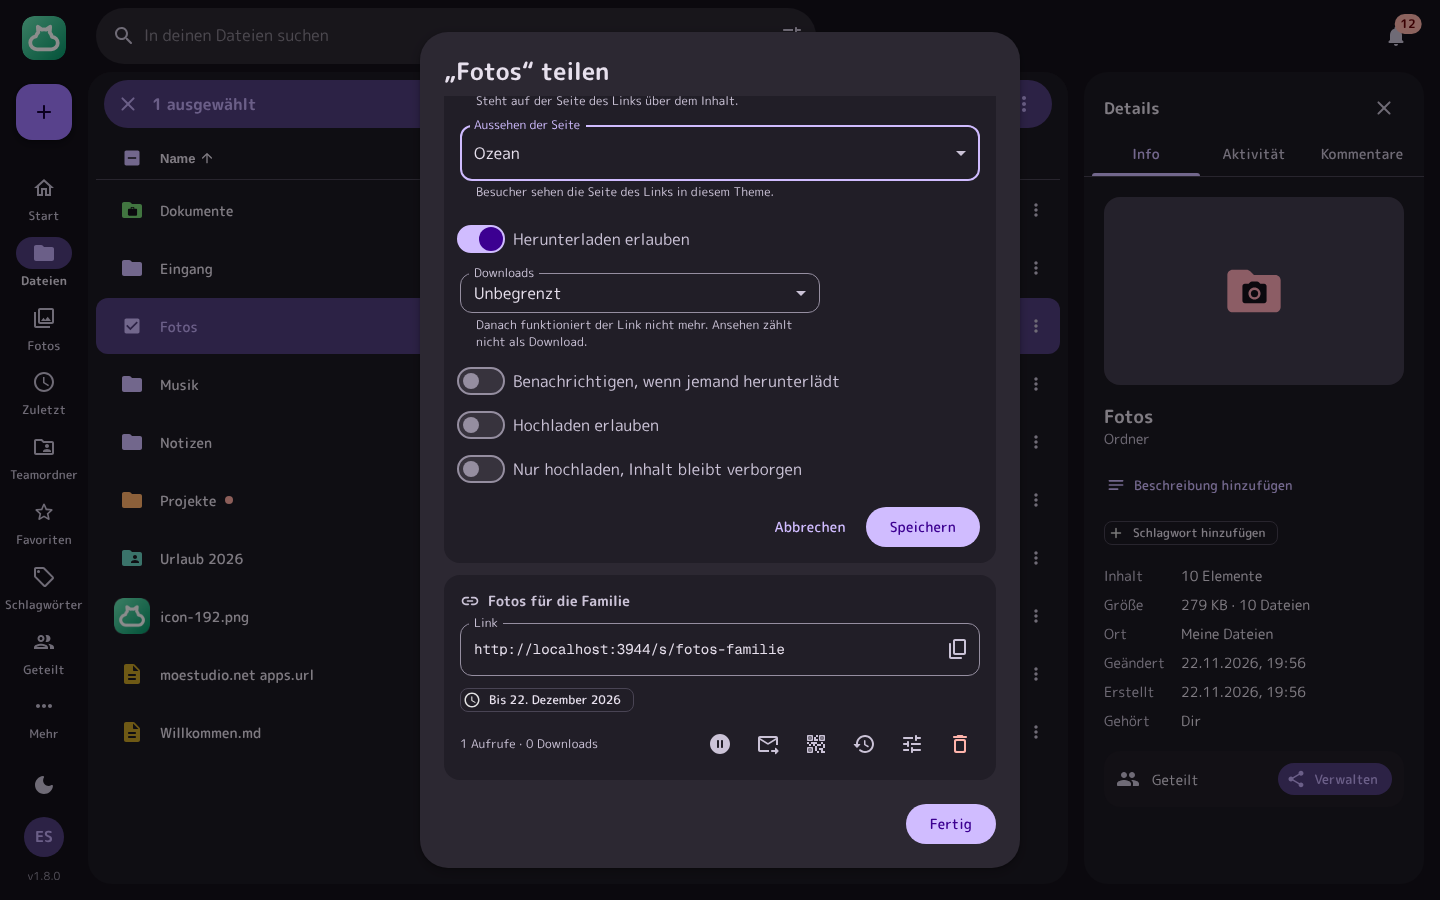 In deinen Dateien suchen
12
„Fotos“ teilen
1 ausgewählt
Name
Start
Dateien
Fotos
Zuletzt
Teamordner
Favoriten
Schlagwörter
Geteilt
Mehr
ES
v1.8.0
Dokumente
Eingang
Fotos
Musik
Notizen
Projekte
Urlaub 2026
icon-192.png
moestudio.net apps.url
Willkommen.md
Steht auf der Seite des Links über dem Inhalt.
Aussehen der Seite
Ozean
Besucher sehen die Seite des Links in diesem Theme.
Herunterladen erlauben
Downloads
Unbegrenzt
Danach funktioniert der Link nicht mehr. Ansehen zählt
nicht als Download.
Benachrichtigen, wenn jemand herunterlädt
Hochladen erlauben
Nur hochladen, Inhalt bleibt verborgen
Abbrechen
Speichern
Fotos für die Familie
Link
http://localhost:3944/s/fotos-familie
Bis 22. Dezember 2026
1 Aufrufe · 0 Downloads
Fertig
Details
Info
Aktivität
Kommentare
Fotos
Ordner
Beschreibung hinzufügen
Schlagwort hinzufügen
Inhalt 10 Elemente
Größe 279 KB · 10 Dateien
Ort Meine Dateien
Geändert 22.11.2026, 19:56
Erstellt 22.11.2026, 19:56
Gehört Dir
Geteilt
Verwalten